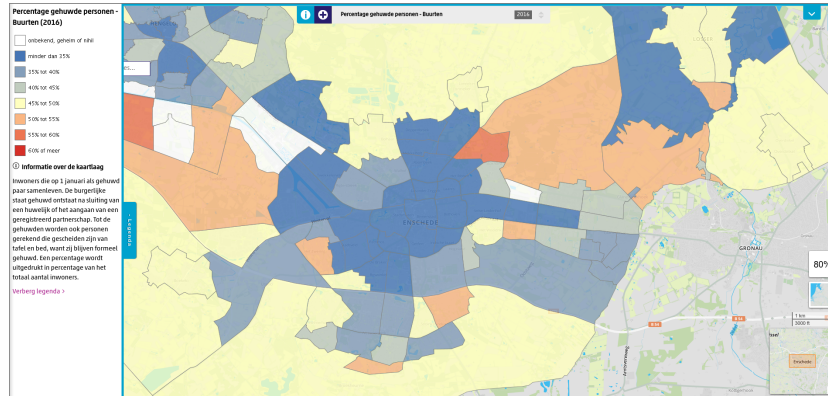 Percentage gehuwde personen -
Buurten (2016)
onbekend, geheim of nihil
minder dan 35%
35% tot 40%
40% tot 45%
45% tot 50%
50% tot 55%
55% tot 60%
60% of meer
Informatie over de kaartlaag
Inwoners die op 1 januari als gehuwd
paar samenleven. De burgerlijke
staat gehuwd ontstaat na sluiting van
een huwelijk of het aangaan van een
geregistreerd partnerschap. Tot de
gehuwden worden ook personen
gerekend die gescheiden zijn van
tafel en bed, want zij blijven formeel
gehuwd. Een percentage wordt
uitgedrukt in percentage van het
totaal aantal inwoners.
Verberg legenda >
- Legenda
Percentage gehuwde personen - Buurten
2016
ENSCHEDE
GRONAU
80%
1 km
3000 ft
B 54
B 54
Enschede